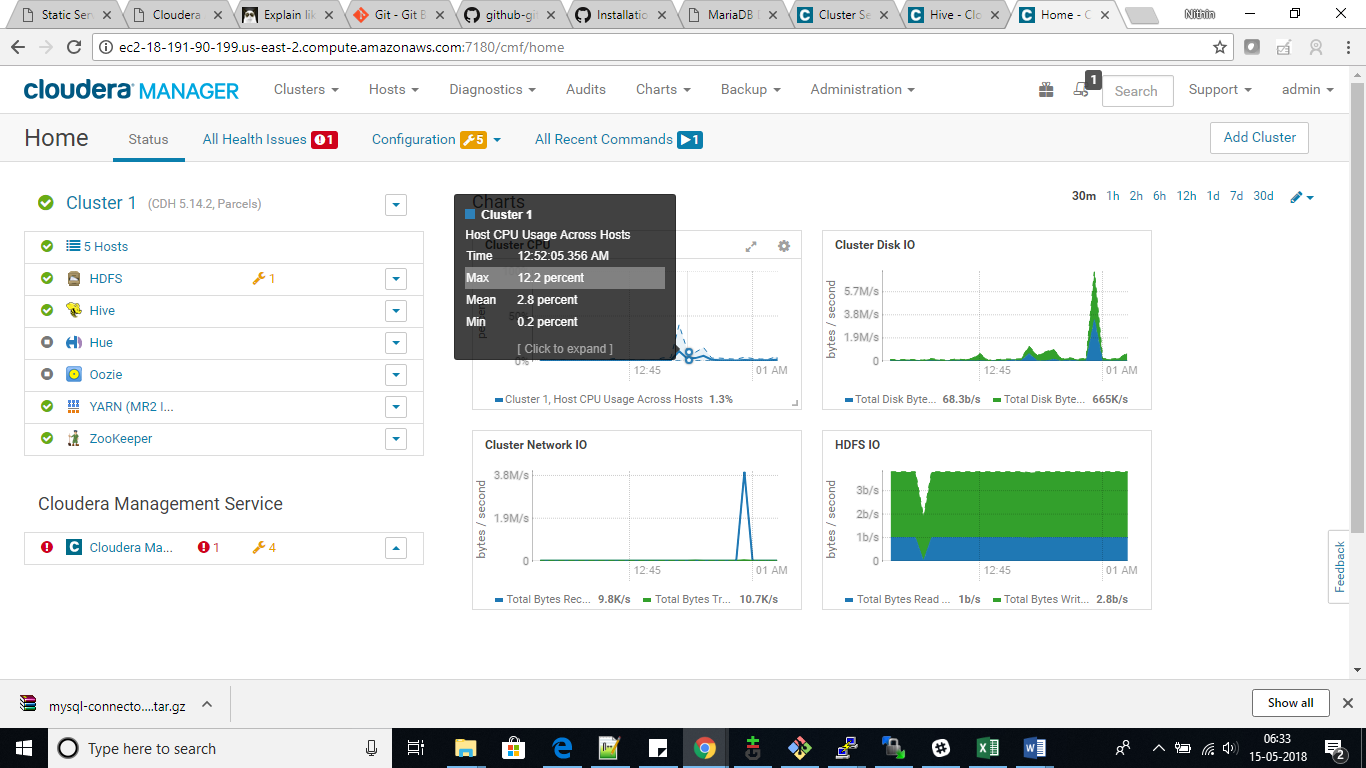 Static Ser
Cloudera
Explain lik
Git - Git B
github-gi
Installatio
MariaDB
Cluster Se
Hive - Clo
Home - C
Nithin
ec2-18-191-90-199.us-east-2.compute.amazonaws.com:7180/cmf/home
cloudera MANAGER
Clusters
Hosts
Diagnostics
Audits
Charts
Backup
Administration
1
Search
Support
admin
Home
Status
All Health Issues 1
Configuration 5
All Recent Commands 1
Add Cluster
Cluster 1 (CDH 5.14.2, Parcels)
5 Hosts
HDFS 1
Hive
Hue
Oozie
YARN (MR2 I...
ZooKeeper
Cloudera Management Service
Cloudera Ma... 1 4
Charts
30m 1h 2h 6h 12h 1d 7d 30d
Cluster CPU
Cluster 1
Host CPU Usage Across Hosts
Time 12:52:05.356 AM
Max 12.2 percent
Mean 2.8 percent
Min 0.2 percent
[ Click to expand ]
50%
0%
12:45 01 AM
Cluster 1, Host CPU Usage Across Hosts 1.3%
Cluster Disk IO
bytes / second
5.7M/s
3.8M/s
1.9M/s
0
12:45 01 AM
Total Disk Byte... 68.3b/s Total Disk Byte... 665K/s
Cluster Network IO
bytes / second
3.8M/s
1.9M/s
0
12:45 01 AM
Total Bytes Rec... 9.8K/s Total Bytes Tr... 10.7K/s
HDFS IO
bytes / second
3b/s
2b/s
1b/s
0
12:45 01 AM
Total Bytes Read ... 1b/s Total Bytes Writ... 2.8b/s
Feedback
mysql-connecto....tar.gz
Show all
Type here to search
06:33
15-05-2018
2